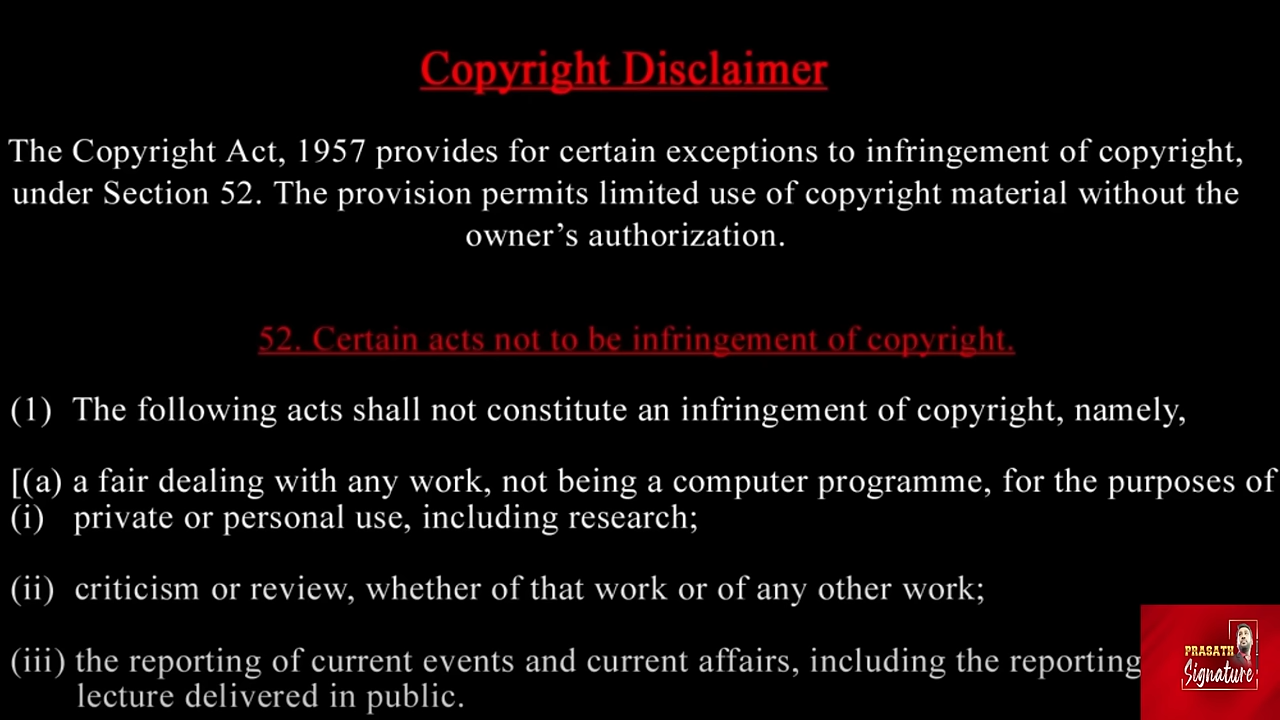 Copyright Disclaimer
The Copyright Act, 1957 provides for certain exceptions to infringement of copyright,
under Section 52. The provision permits limited use of copyright material without the
owner's authorization.
52. Certain acts not to be infringement of copyright.
(1) The following acts shall not constitute an infringement of copyright, namely,
[(a) a fair dealing with any work, not being a computer programme, for the purposes of
(i) private or personal use, including research;
(ii) criticism or review, whether of that work or of any other work;
(iii) the reporting of current events and current affairs, including the reporting
lecture delivered in public.
PRASATH
Signature